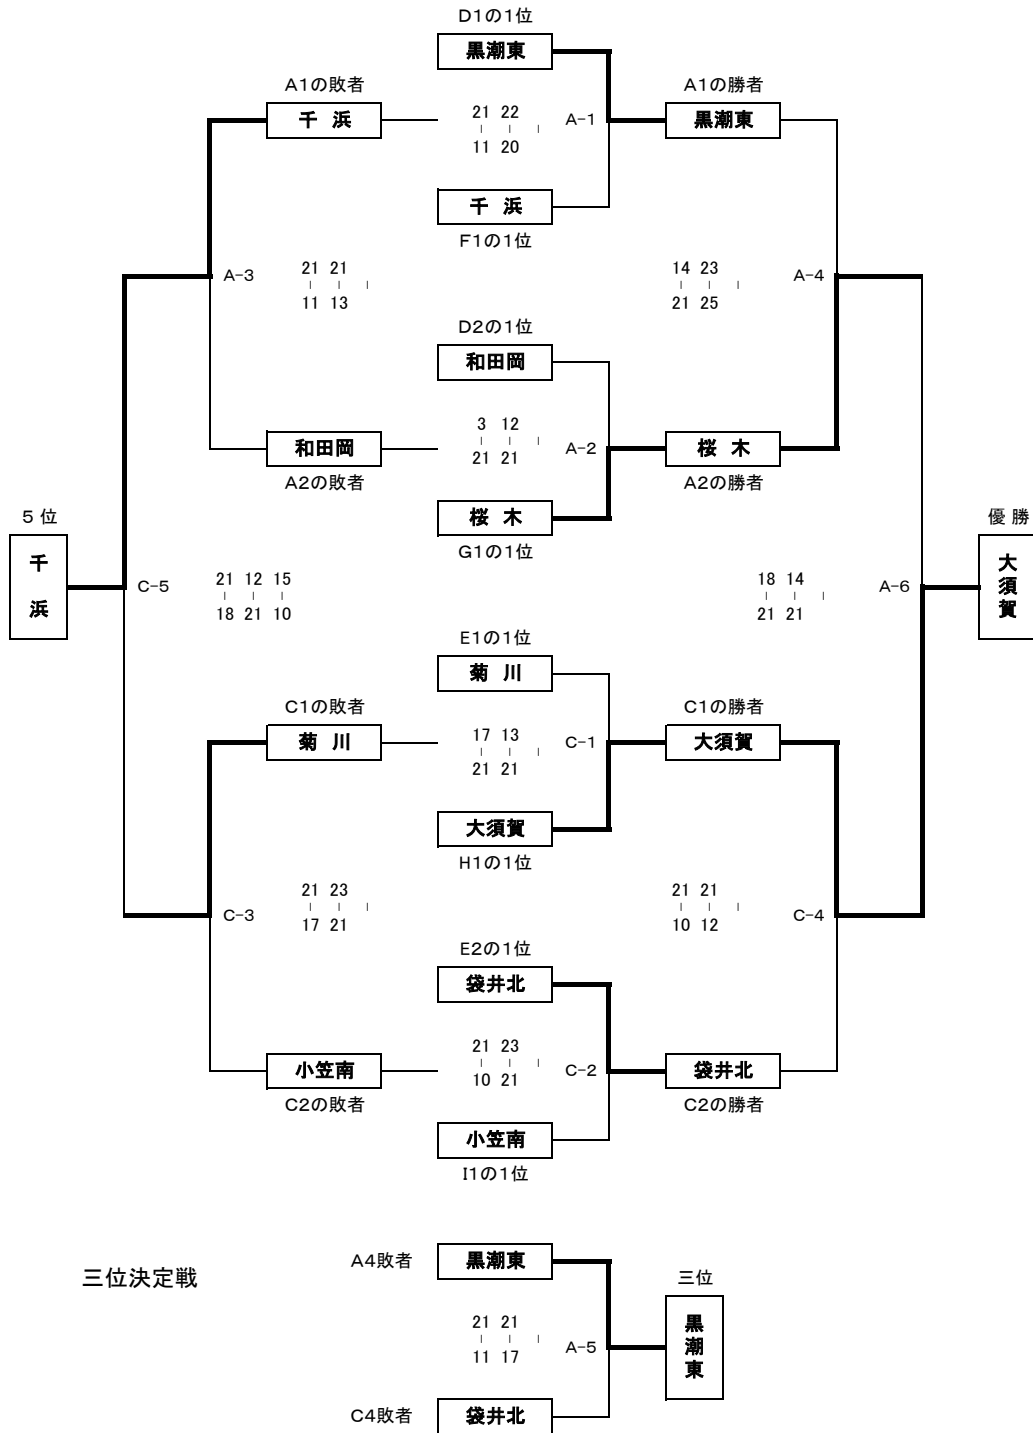 D1の1位
黒潮東
A1の敗者
A1の勝者
千 浜
21 22
A-1
黒潮東
11 20
千 浜
F1の1位
21 21
A-3
14 23
A-4
11 13
21 25
D2の1位
和田岡
3 12
和田岡
A-2
桜 木
21 21
A2の敗者
A2の勝者
桜 木
G1の1位
5位
優勝
千浜
大須賀
C-5
21 12 15
18 14
A-6
18 21 10
21 21
E1の1位
菊 川
C1の敗者
C1の勝者
菊 川
17 13
C-1
大須賀
21 21
大須賀
H1の1位
21 23
C-3
21 21
C-4
17 21
10 12
E2の1位
袋井北
21 23
小笠南
C-2
袋井北
10 21
C2の敗者
C2の勝者
小笠南
I1の1位
三位決定戦
A4敗者
黒潮東
三位
黒潮東
21 21
A-5
11 17
C4敗者
袋井北